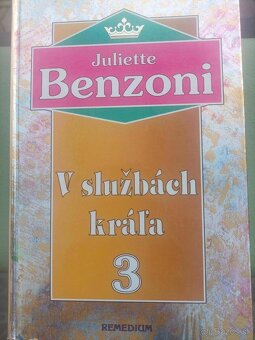 Juliette
Benzoni
V službách
kráľa
3
REMEDIUM